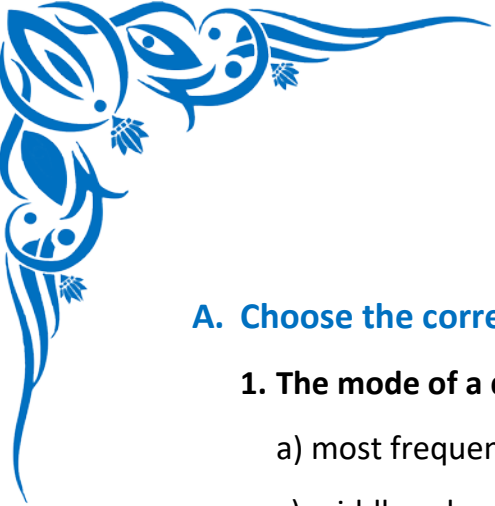 A. Choose the corre
1. The mode of a
a) most frequen